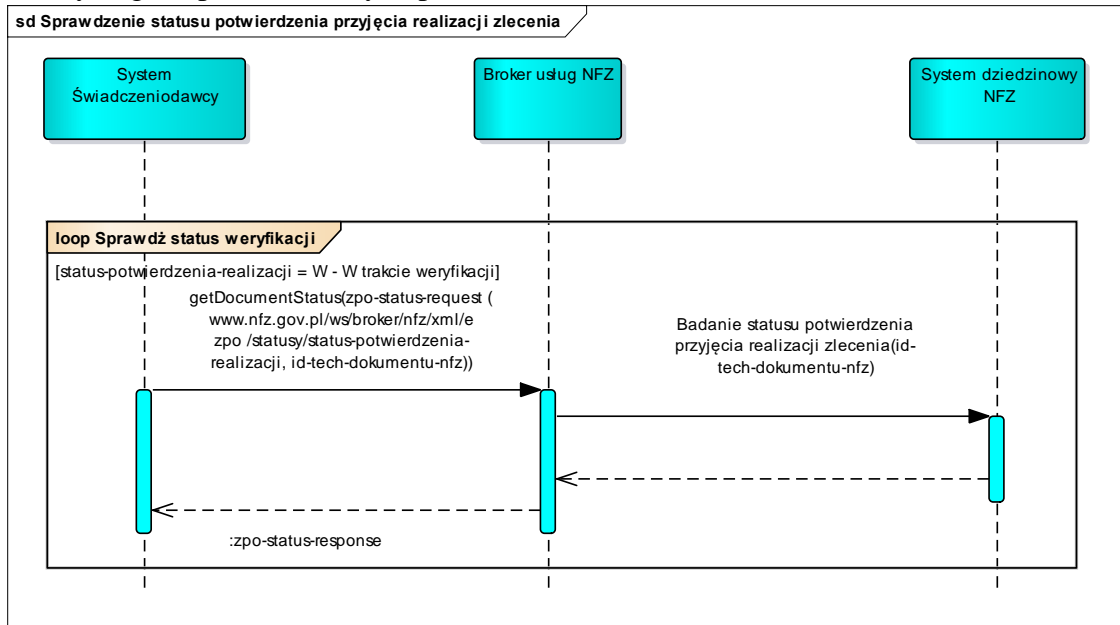 sd Sprawdzenie statusu potwierdzenia przyjęcia realizacji zlecenia
System
Świadczeniodawcy
Broker usług NFZ
System dziedzinowy
NFZ
loop Sprawdź status weryfikacji
[status-potwierdzenia-realizacji = W - W trakcie weryfikacji]
getDocumentStatus(zpo-status-request (
www.nfz.gov.pl/ws/broker/nfz/xml/e
zpo /statusy/status-potwierdzenia-
realizacji, id-tech-dokumentu-nfz))
Badanie statusu potwierdzenia
przyjęcia realizacji zlecenia(id-
tech-dokumentu-nfz)
:zpo-status-response